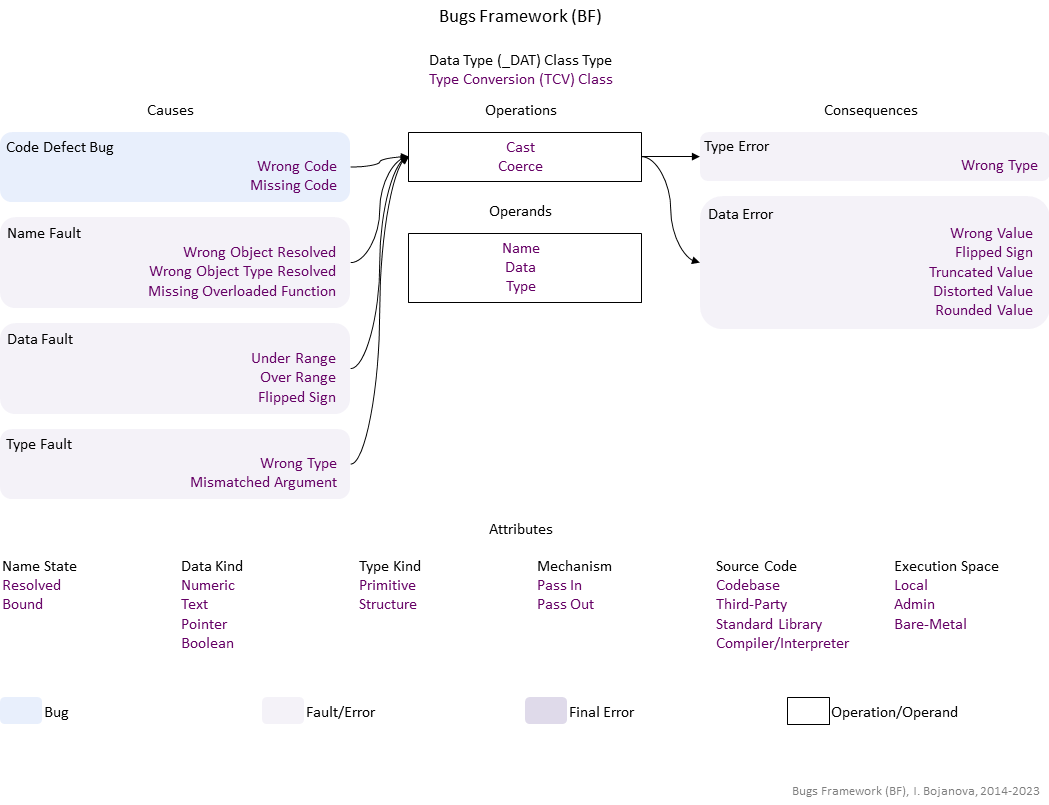 Bugs Framework (BF)
Data Type (_DAT) Class Type
Type Conversion (TCV) Class
Causes
Operations
Consequences
Code Defect Bug
Wrong Code
Missing Code
Name Fault
Wrong Object Resolved
Wrong Object Type Resolved
Missing Overloaded Function
Data Fault
Under Range
Over Range
Flipped Sign
Type Fault
Wrong Type
Mismatched Argument
Cast
Coerce
Operands
Name
Data
Type
Type Error
Wrong Type
Data Error
Wrong Value
Flipped Sign
Truncated Value
Distorted Value
Rounded Value
Attributes
Name State
Resolved
Bound
Data Kind
Numeric
Text
Pointer
Boolean
Type Kind
Primitive
Structure
Mechanism
Pass In
Pass Out
Source Code
Codebase
Third-Party
Standard Library
Compiler/Interpreter
Execution Space
Local
Admin
Bare-Metal
Bug
Fault/Error
Final Error
Operation/Operand
Bugs Framework (BF), I. Bojanova, 2014-2023